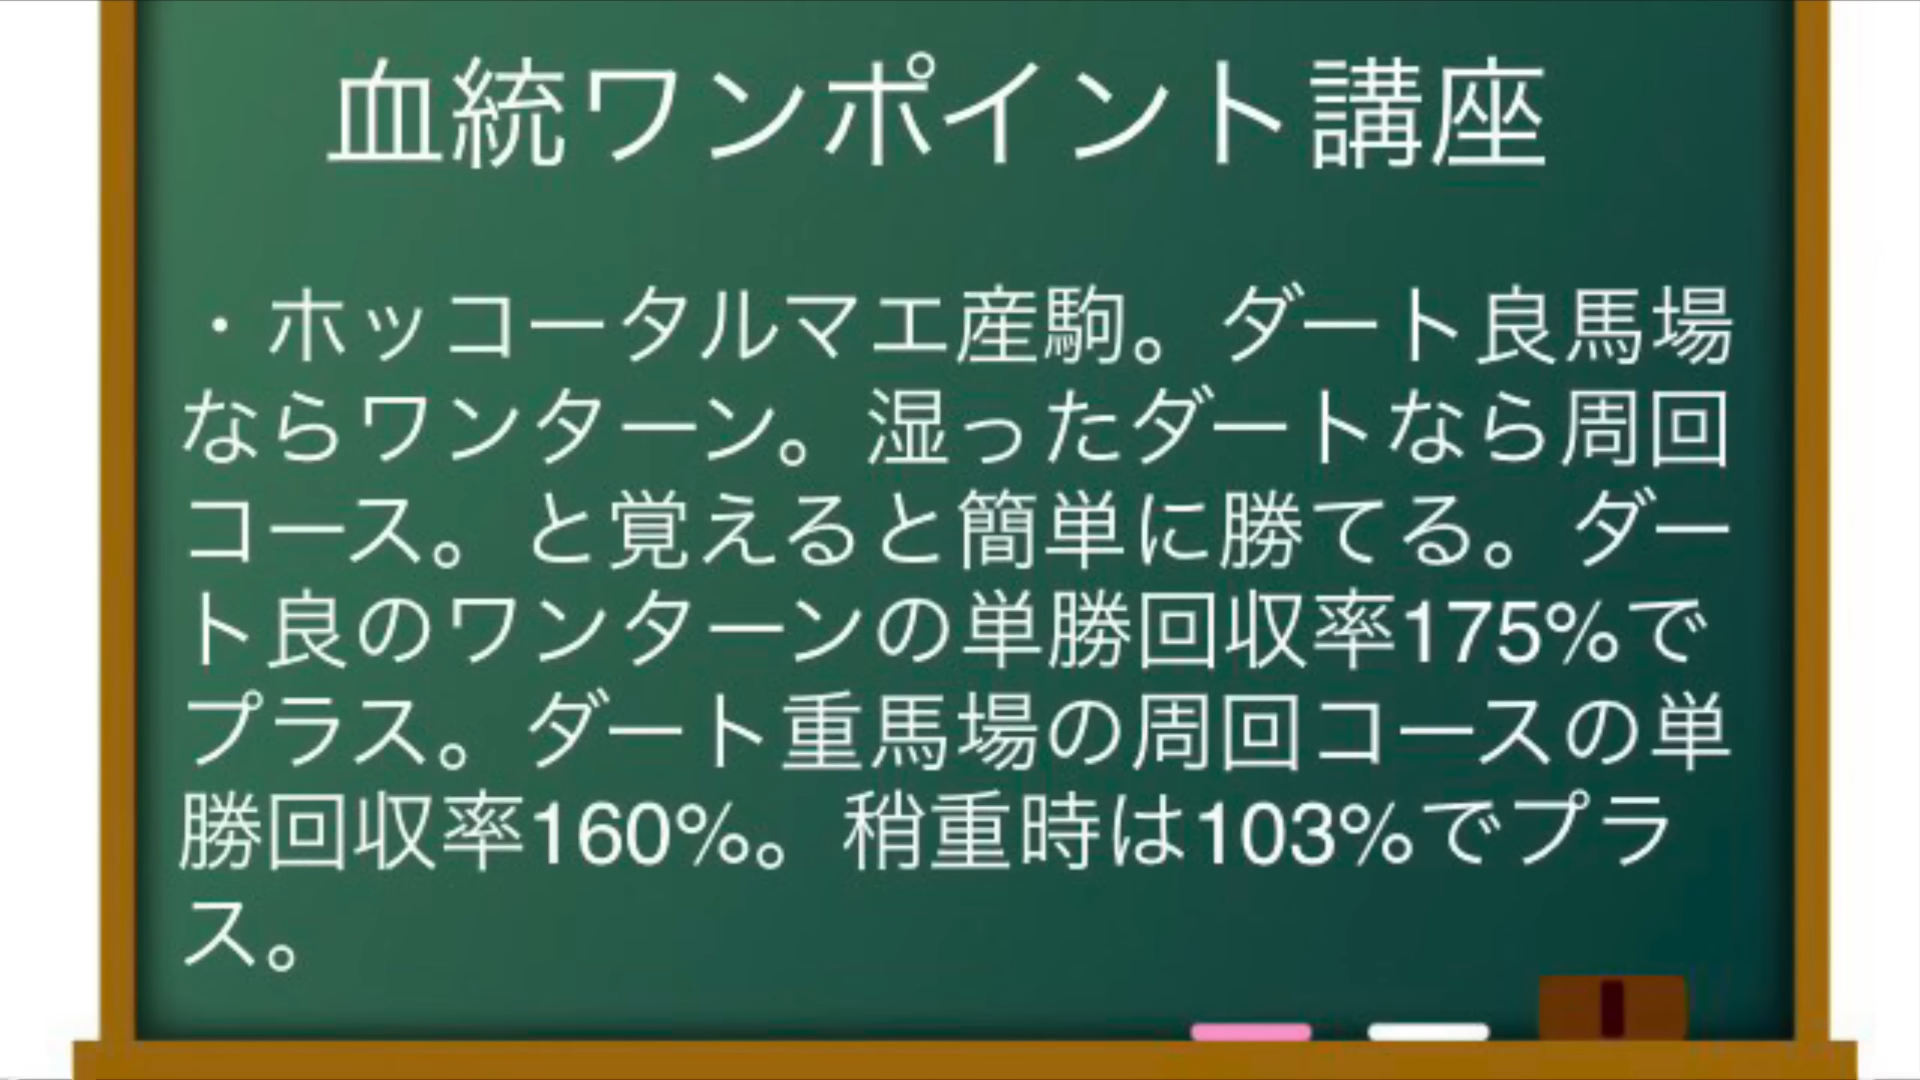 血統ワンポイント講座
・ホッコータルマエ産駒。ダート良馬場
ならワンターン。湿ったダートなら周回
コース。と覚えると簡単に勝てる。ダー
ト良のワンターンの単勝回収率175%で
プラス。ダート重馬場の周回コースの単
勝回収率160%。稍重時は103%でプラ
ス。